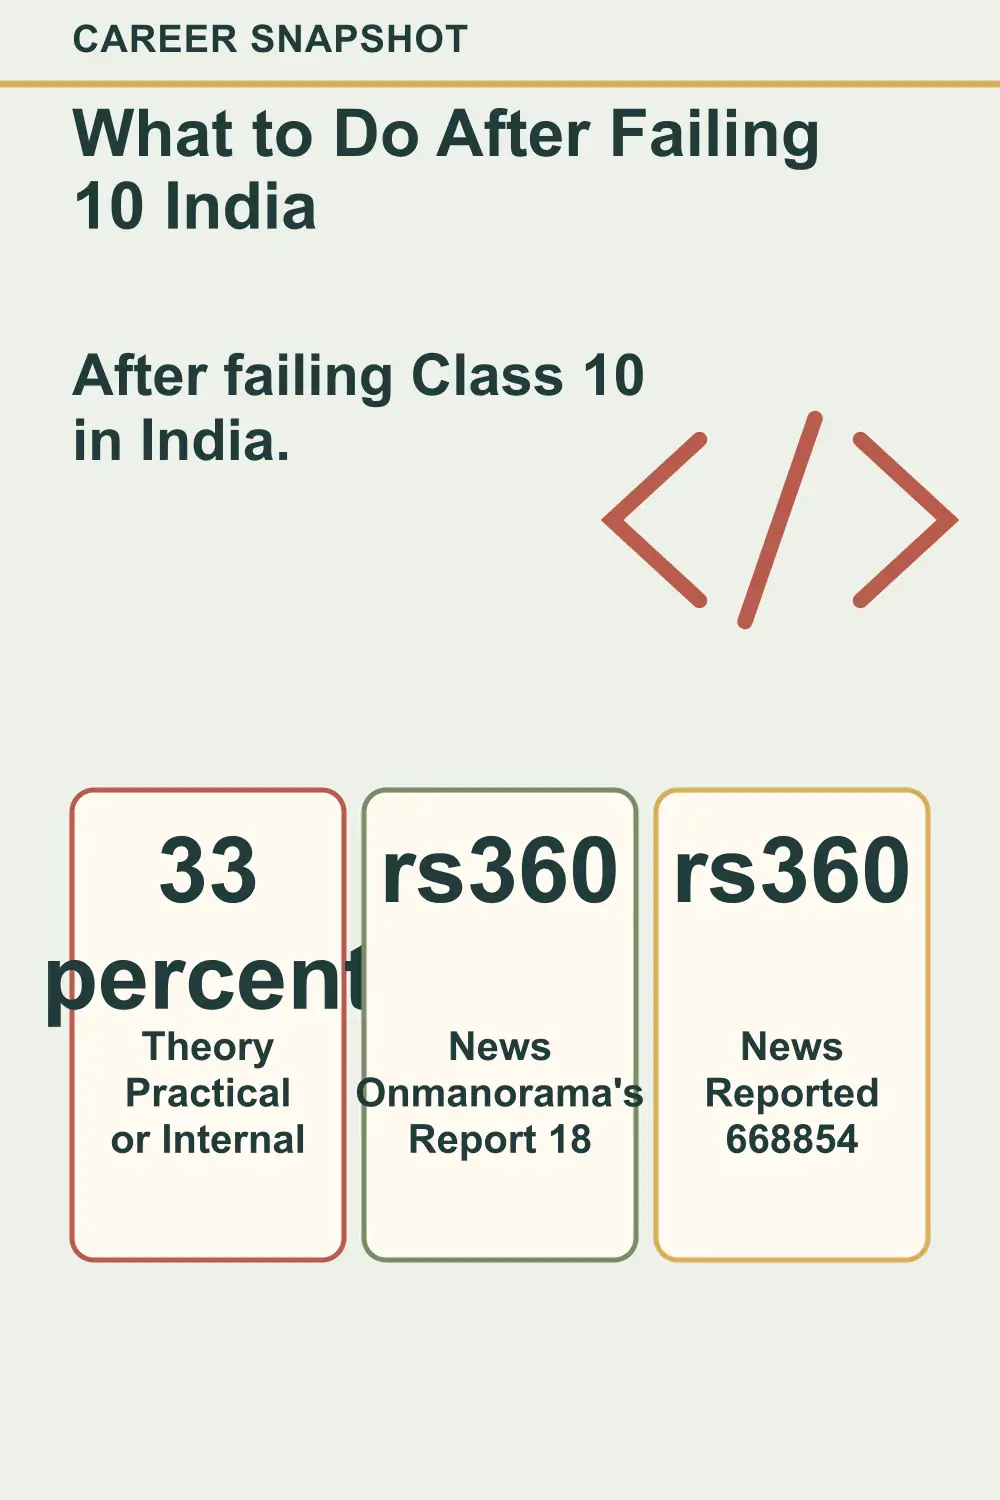 CAREER SNAPSHOT
What to Do After Failing
10 India
After failing Class 10
in India.
</>
33
percent
Theory
Practical
or Internal
rs360
News
Onmanorama's
Report 18
rs360
News
Reported
668854